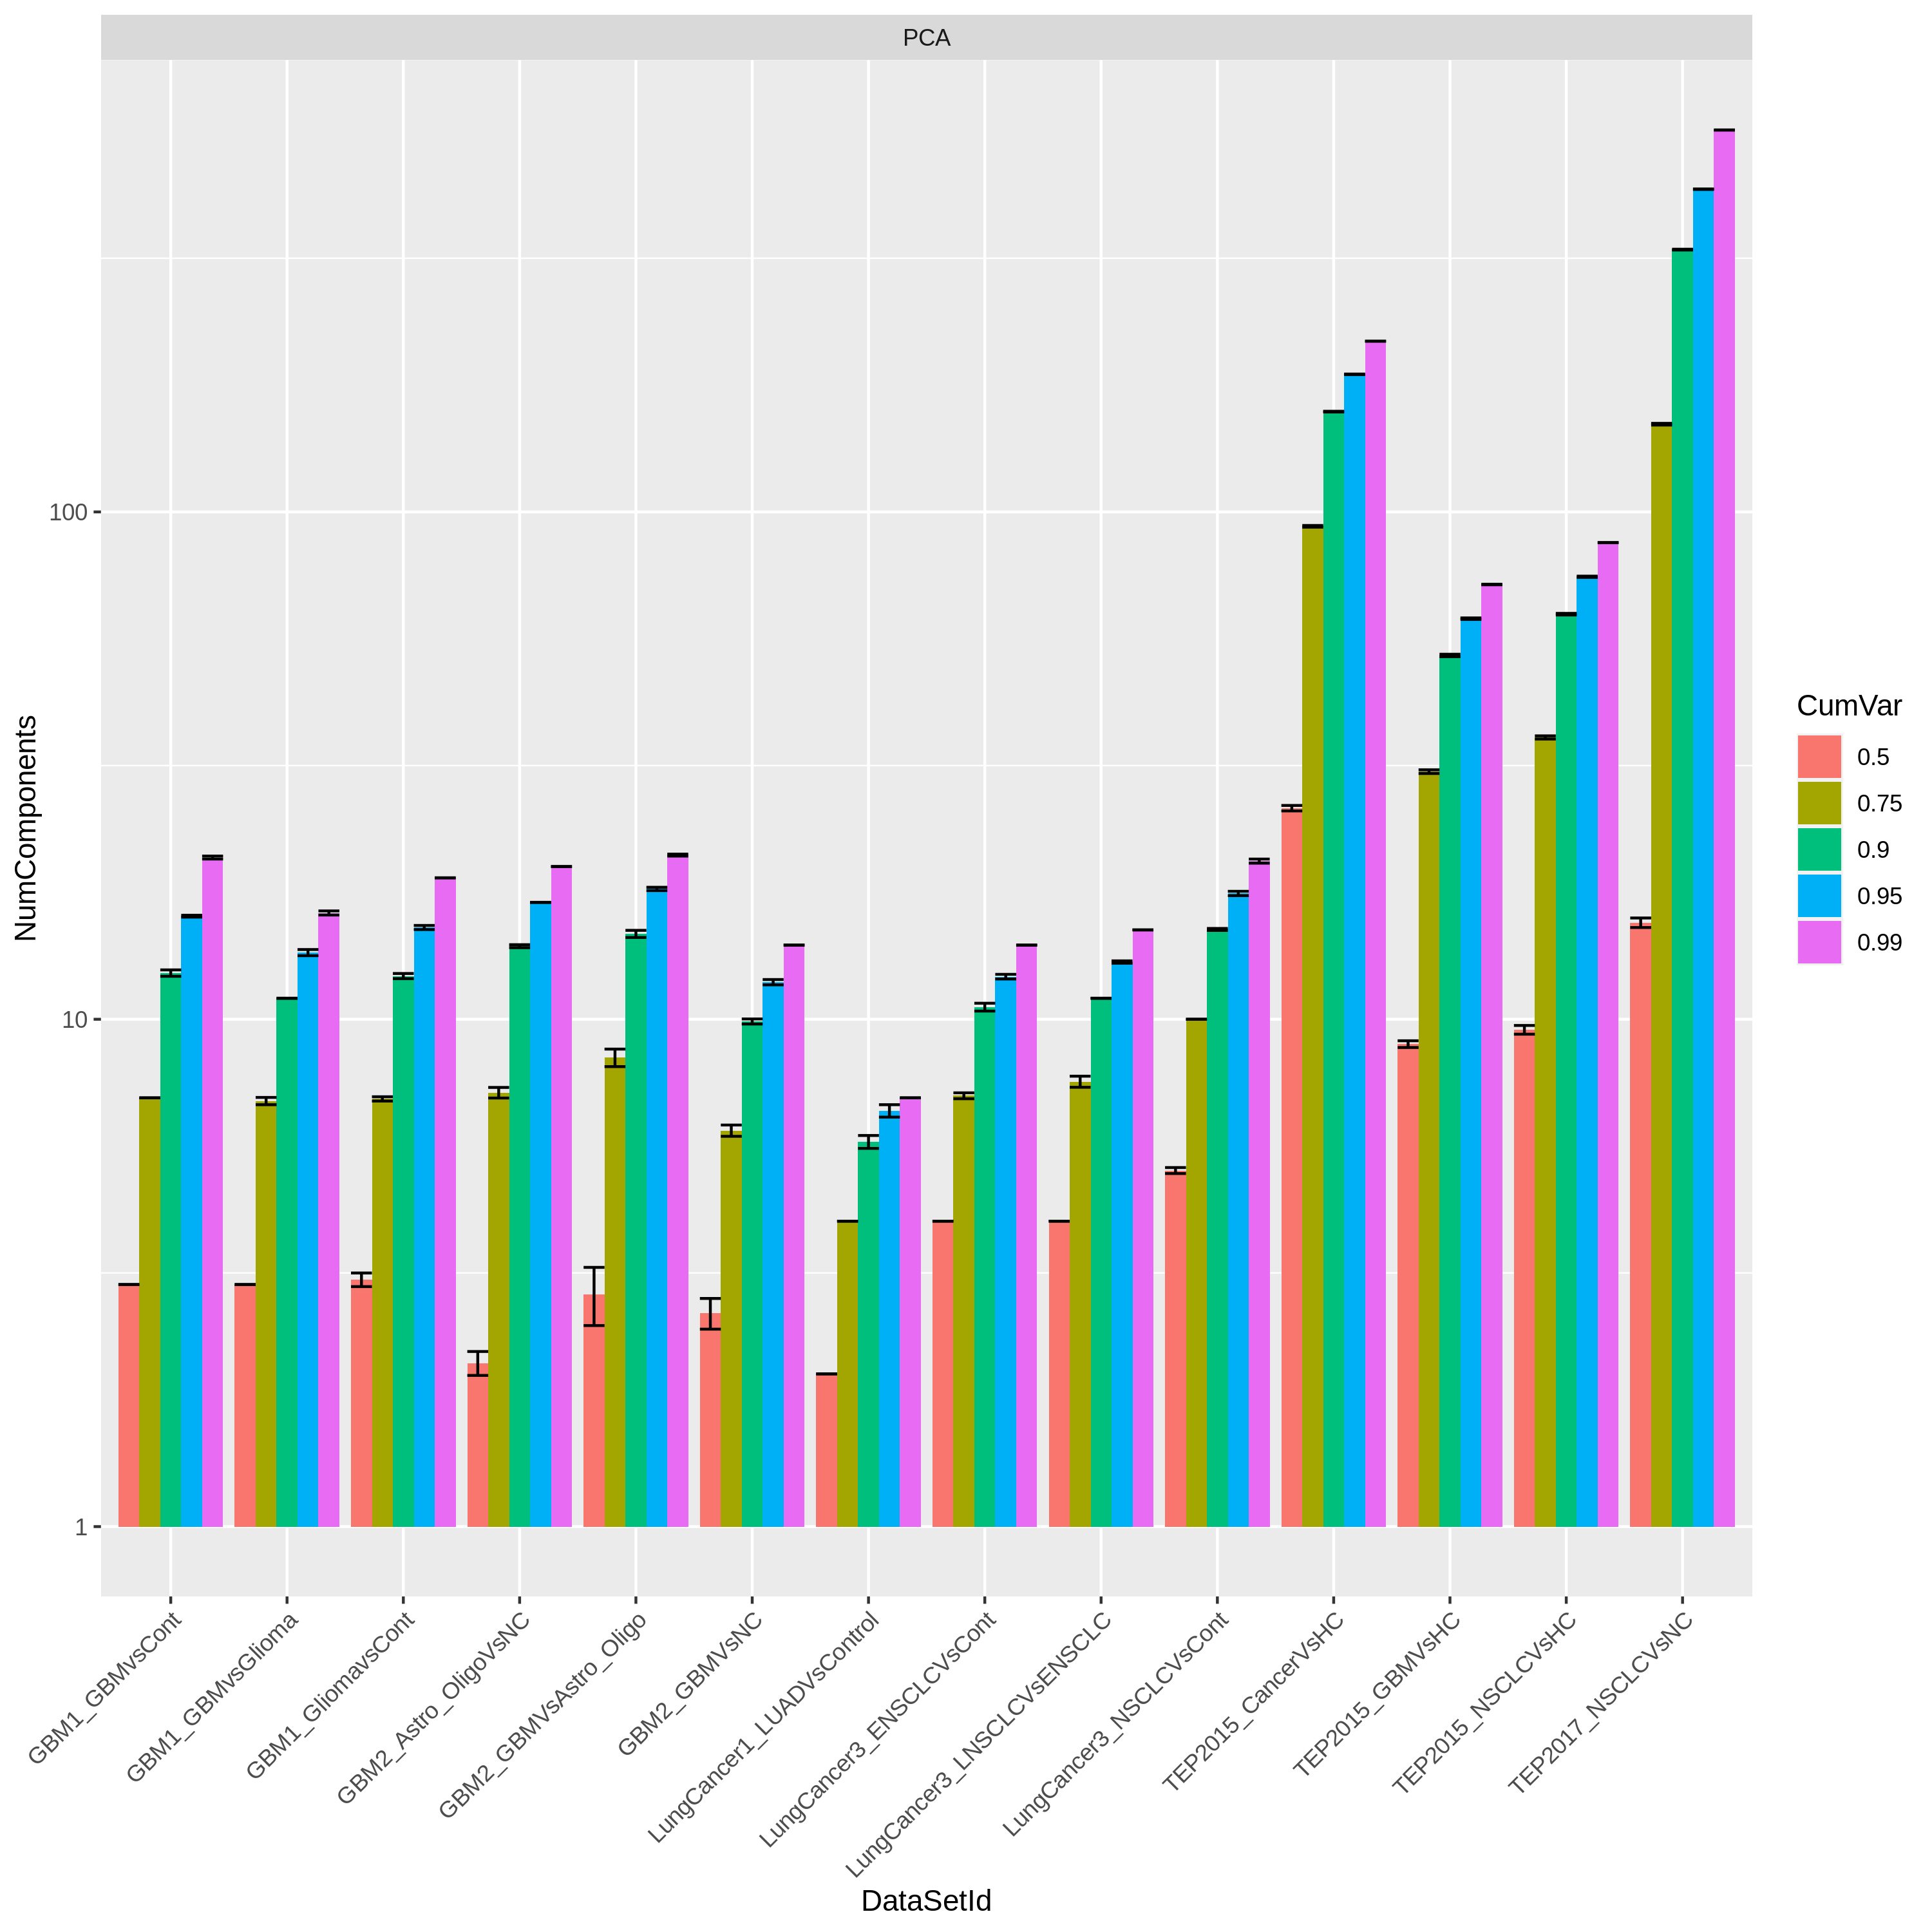 PCA
NumComponents
100
10
1
GBM1_GBMvsCont
GBM1_GBMvsGlioma
GBM1_GliomavsCont
GBM2_Astro_OligoVsNC
GBM2_GBMVsAstro_Oligo
GBM2_GBMVsNC
LungCancer1_LUADVsControl
LungCancer3_ENSCLCVsCont
LungCancer3_LNSCLCVsENSCLC
LungCancer3_NSCLCVsCont
TEP2015_CancerVsHC
TEP2015_GBMVsHC
TEP2015_NSCLCVsHC
TEP2017_NSCLCVsNC
DataSetId
CumVar
0.5
0.75
0.9
0.95
0.99